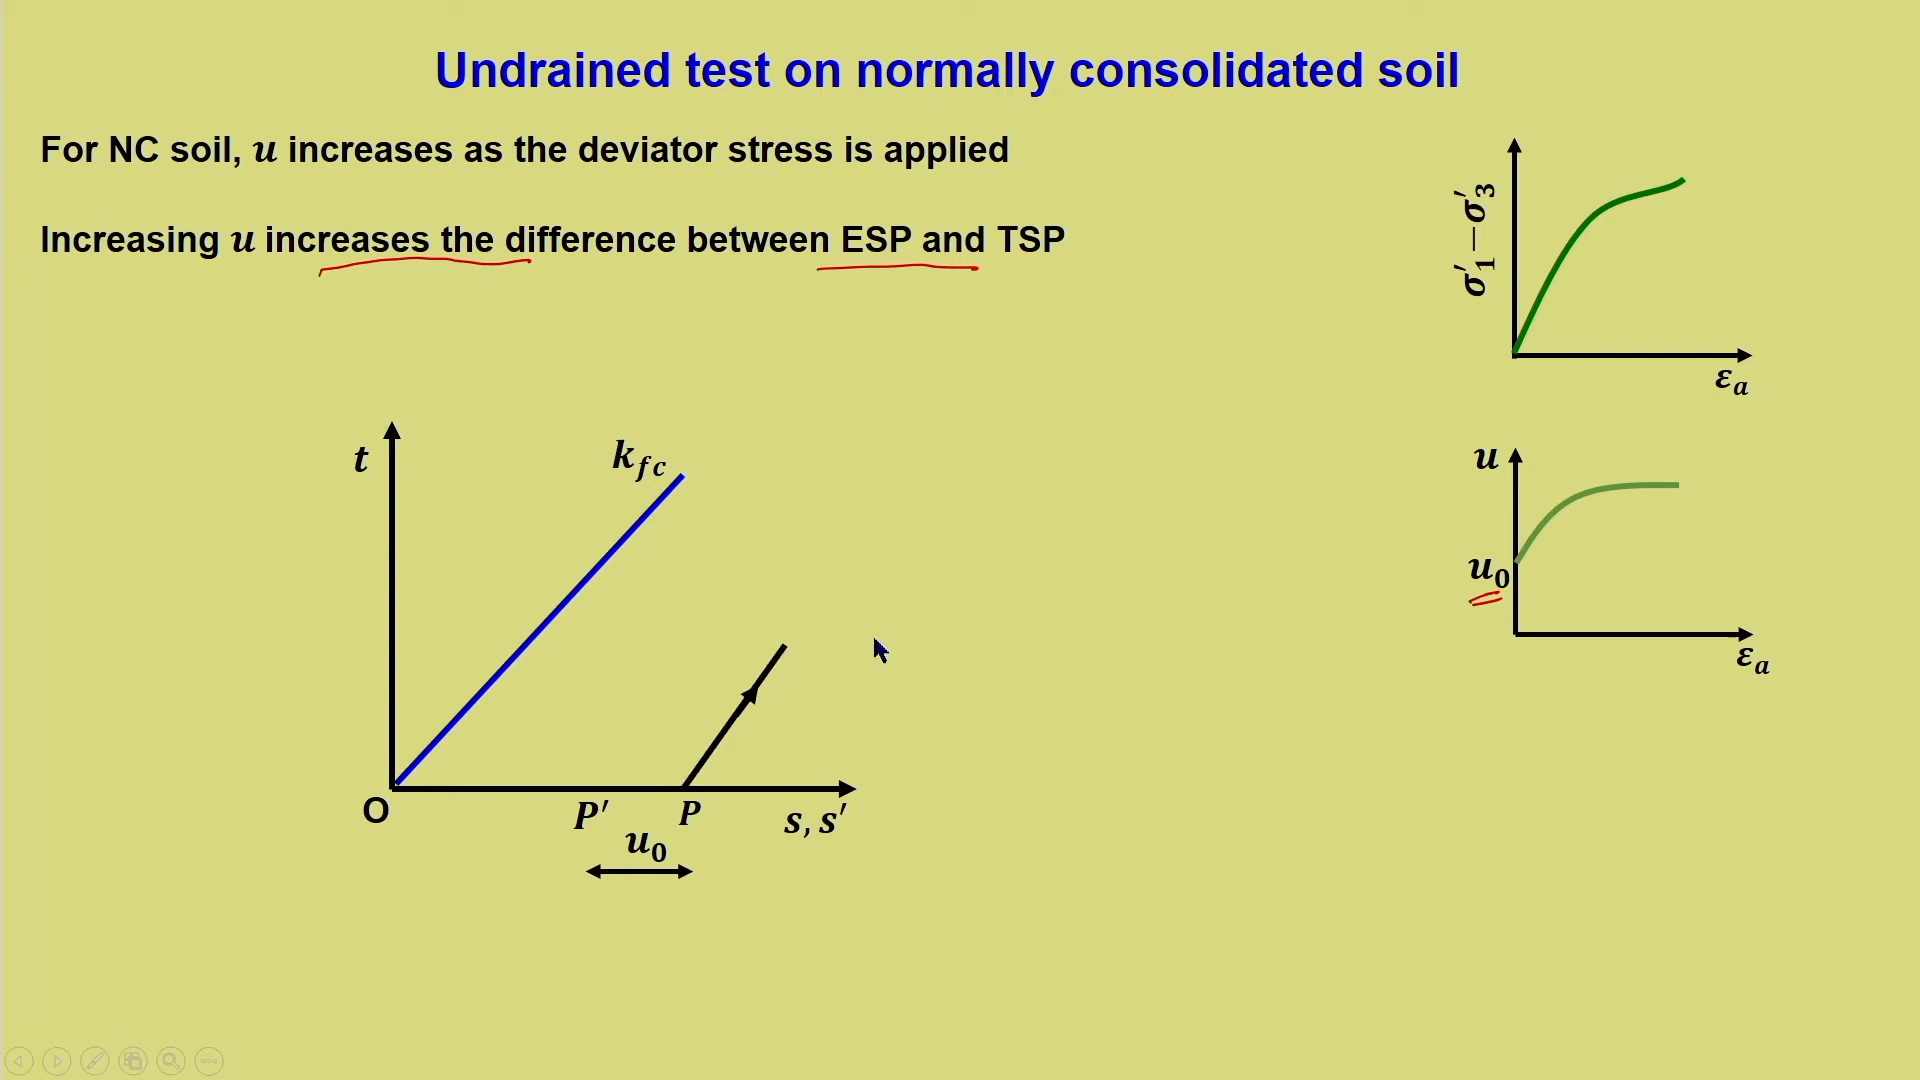 Undrained test on normally consolidated soil
For NC soil, u increases as the deviator stress is applied
Increasing u increases the difference between ESP and TSP
σ′₁ − σ′₃
εₐ
u
u₀
εₐ
t
k_fc
O
P′
P
s, s′
u₀